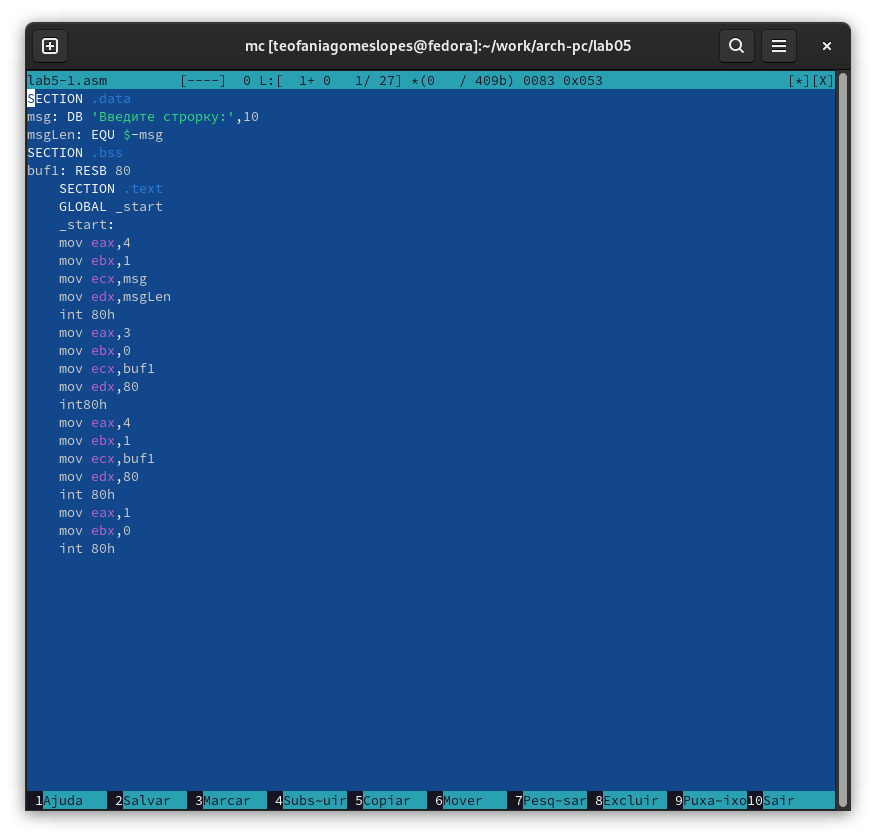 mc [teofaniagomeslopes@fedora]:~/work/arch-pc/lab05
lab5-1.asm         [----]  0 L:[  1+ 0   1/ 27] *(0   / 409b) 0083 0x053                       [*][X]
SECTION .data
msg: DB 'Введите строрку:',10
msgLen: EQU $-msg
SECTION .bss
buf1: RESB 80
    SECTION .text
    GLOBAL _start
    _start:
    mov eax,4
    mov ebx,1
    mov ecx,msg
    mov edx,msgLen
    int 80h
    mov eax,3
    mov ebx,0
    mov ecx,buf1
    mov edx,80
    int80h
    mov eax,4
    mov ebx,1
    mov ecx,buf1
    mov edx,80
    int 80h
    mov eax,1
    mov ebx,0
    int 80h
1Ajuda   2Salvar  3Marcar  4Subs~uir 5Copiar  6Mover   7Pesq~sar 8Excluir  9Puxa~ixo 10Sair